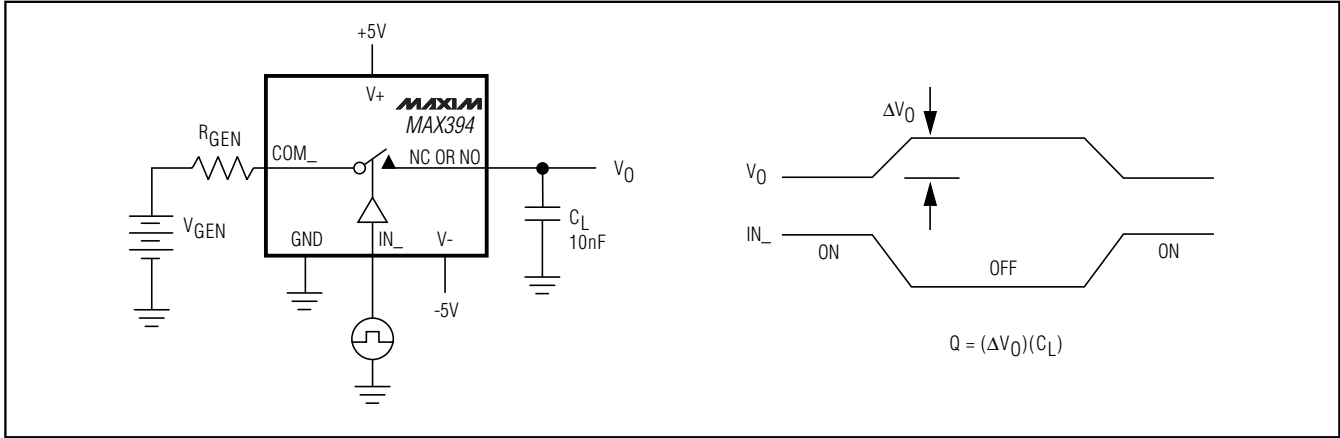 +5V
V+
MAXIM
MAX394
RGEN
COM_
NC OR NO
VO
VGEN
CL
10nF
GND
IN_
V-
-5V
ΔVO
VO
IN_
ON
OFF
ON
Q = (ΔVO)(CL)